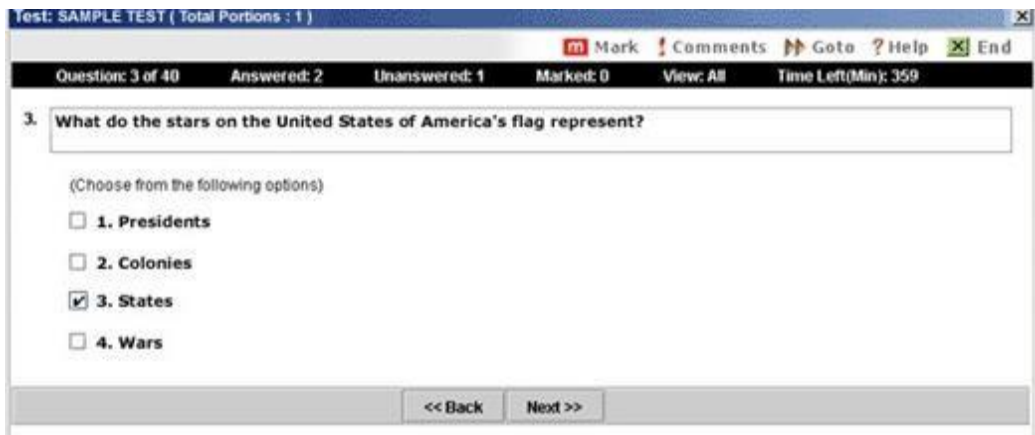 Test: SAMPLE TEST ( Total Portions : 1 )
m Mark ! Comments Goto ? Help End
Question: 3 of 40 Answered: 2 Unanswered: 1 Marked: 0 View: All Time Left(Min): 359
3. What do the stars on the United States of America's flag represent?
(Choose from the following options)
1. Presidents
2. Colonies
3. States
4. Wars
<< Back Next >>